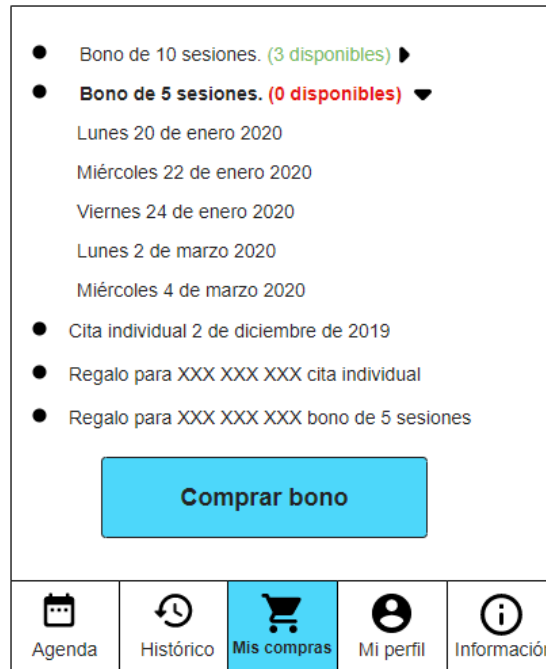 Bono de 10 sesiones. (3 disponibles)
Bono de 5 sesiones. (0 disponibles)
Lunes 20 de enero 2020
Miércoles 22 de enero 2020
Viernes 24 de enero 2020
Lunes 2 de marzo 2020
Miércoles 4 de marzo 2020
Cita individual 2 de diciembre de 2019
Regalo para XXX XXX XXX cita individual
Regalo para XXX XXX XXX bono de 5 sesiones
Comprar bono
Agenda
Histórico
Mis compras
Mi perfil
Información